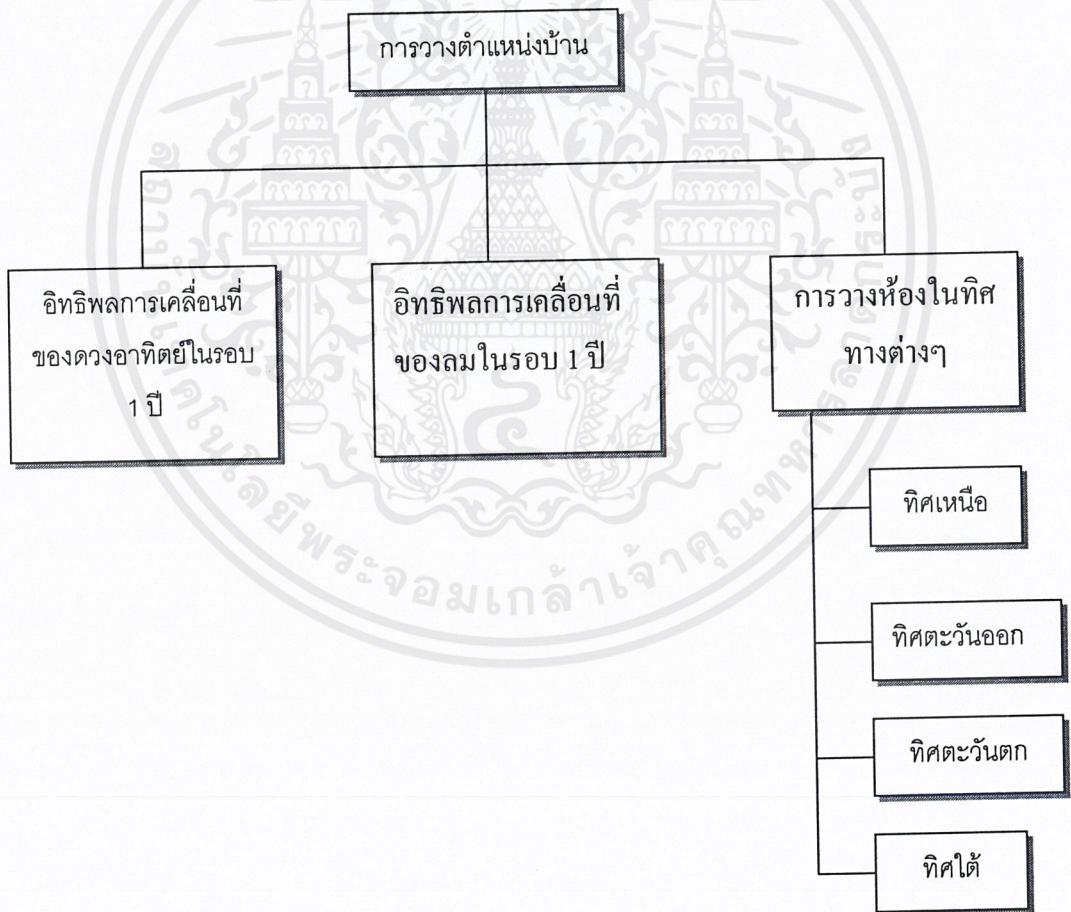 การวางตำแหน่งบ้าน
อิทธิพลการเคลื่อนที่
ของดวงอาทิตย์ในรอบ
1 ปี
อิทธิพลการเคลื่อนที่
ของลมในรอบ 1 ปี
การวางห้องในทิศ
ทางต่างๆ
ทิศเหนือ
ทิศตะวันออก
ทิศตะวันตก
ทิศใต้